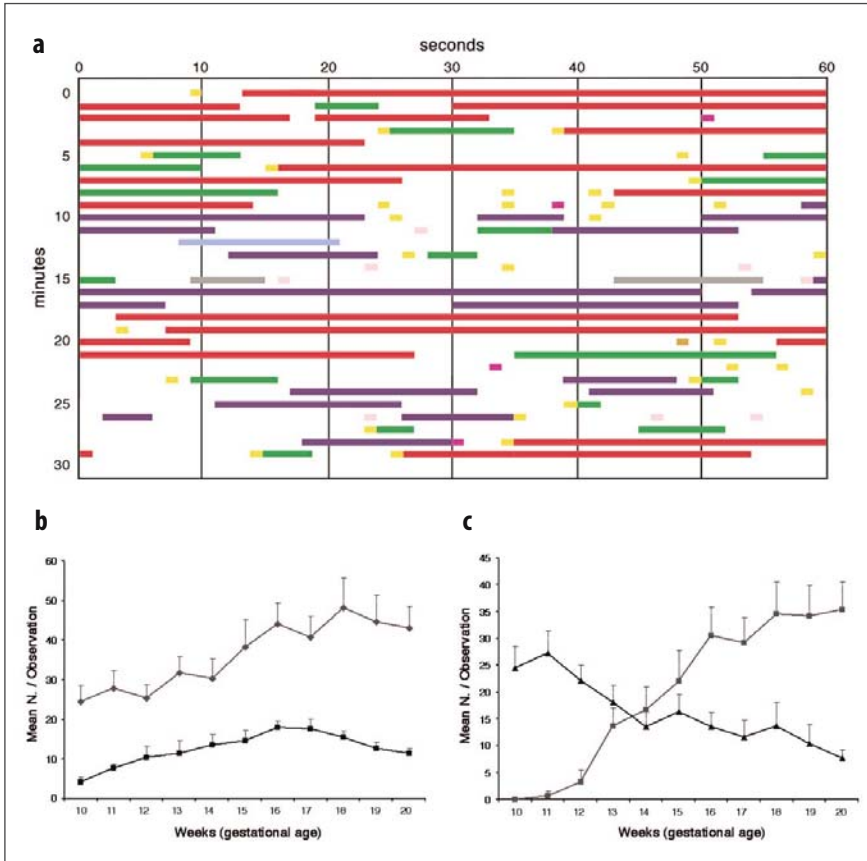 a
seconds
0 10 20 30 40 50 60
minutes
0
5
10
15
20
25
30
b
Mean N. / Observation
60
50
40
30
20
10
0
10 11 12 13 14 15 16 17 18 19 20
Weeks (gestational age)
c
Mean N. / Observation
45
40
35
30
25
20
15
10
5
0
10 11 12 13 14 15 16 17 18 19 20
Weeks (gestational age)